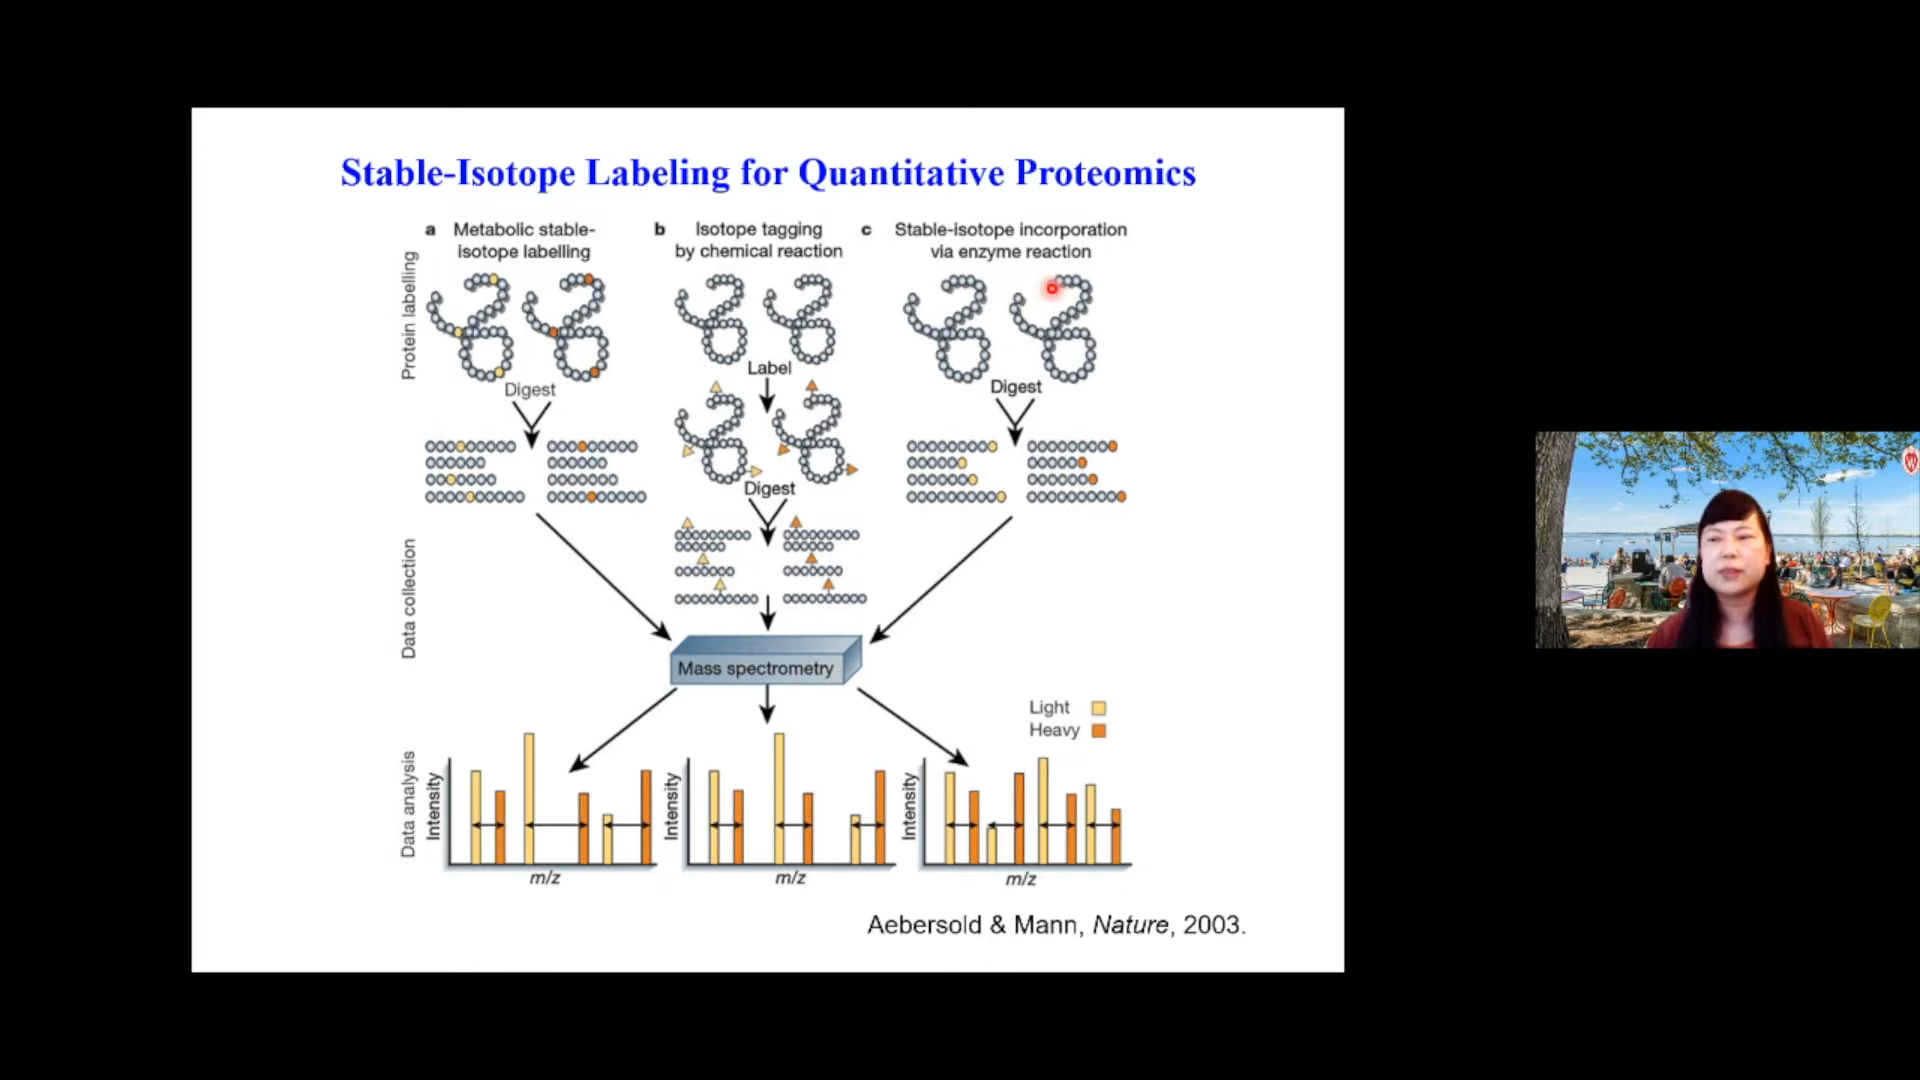 Stable-Isotope Labeling for Quantitative Proteomics
a Metabolic stable-
isotope labelling
b Isotope tagging
by chemical reaction
c Stable-isotope incorporation
via enzyme reaction
Protein labelling
Digest
Label
Digest
Digest
Data collection
Mass spectrometry
Light
Heavy
Data analysis
Intensity
m/z
Intensity
m/z
Intensity
m/z
Aebersold & Mann, Nature, 2003.
W